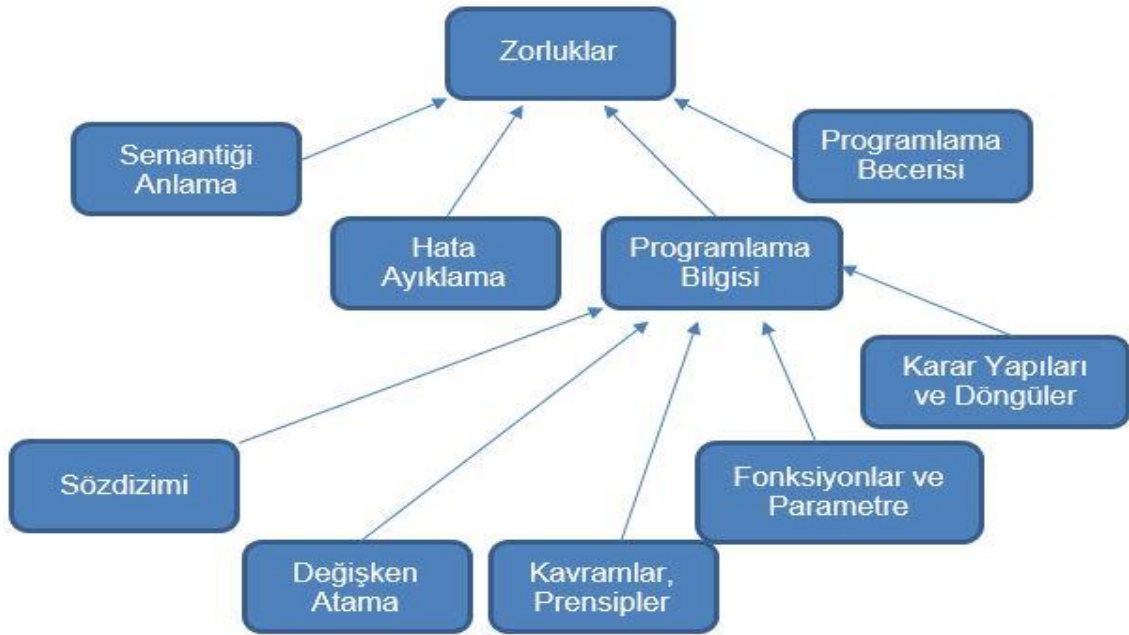 Zorluklar
Semantiği
Anlama
Programlama
Becerisi
Hata
Ayıklama
Programlama
Bilgisi
Karar Yapıları
ve Döngüler
Sözdizimi
Fonksiyonlar ve
Parametre
Değişken
Atama
Kavramlar,
Prensipler